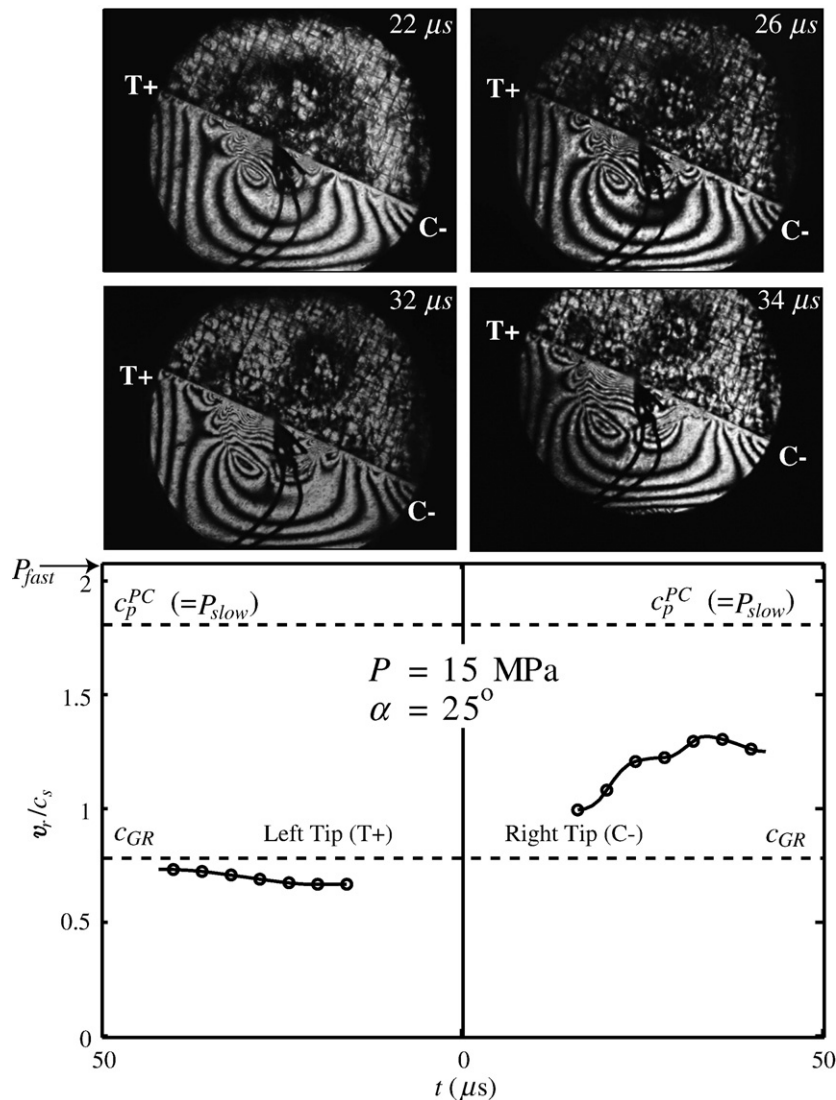 22 μs
T+
C-
26 μs
T+
C-
32 μs
T+
C-
34 μs
T+
C-
P_fast
c_p^PC (=P_slow)
c_p^PC (=P_slow)
P = 15 MPa
α = 25°
c_GR
Left Tip (T+)
Right Tip (C-)
c_GR
v_r/c_s
2
1.5
1
0.5
0
50
0
50
t (μs)